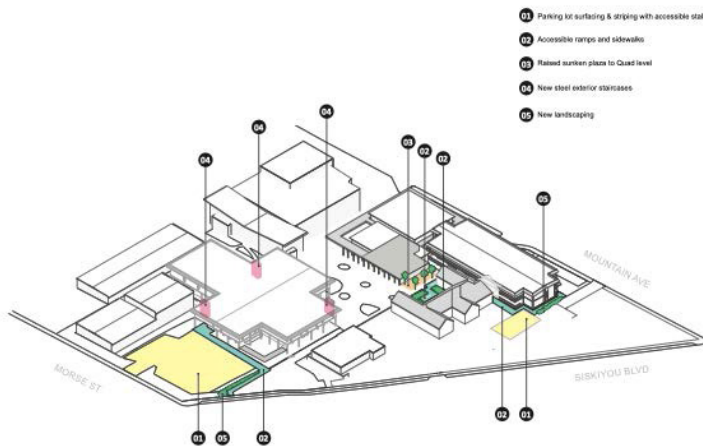 01 Parking lot surfacing & striping with accessible stal
02 Accessible ramps and sidewalks
03 Raised sunken plaza to Quad level
04 New steel exterior staircases
05 New landscaping
04
04
04
03
02
02
05
MOUNTAIN AVE
MORSE ST
SISKIYOU BLVD
01
05
02
02
01